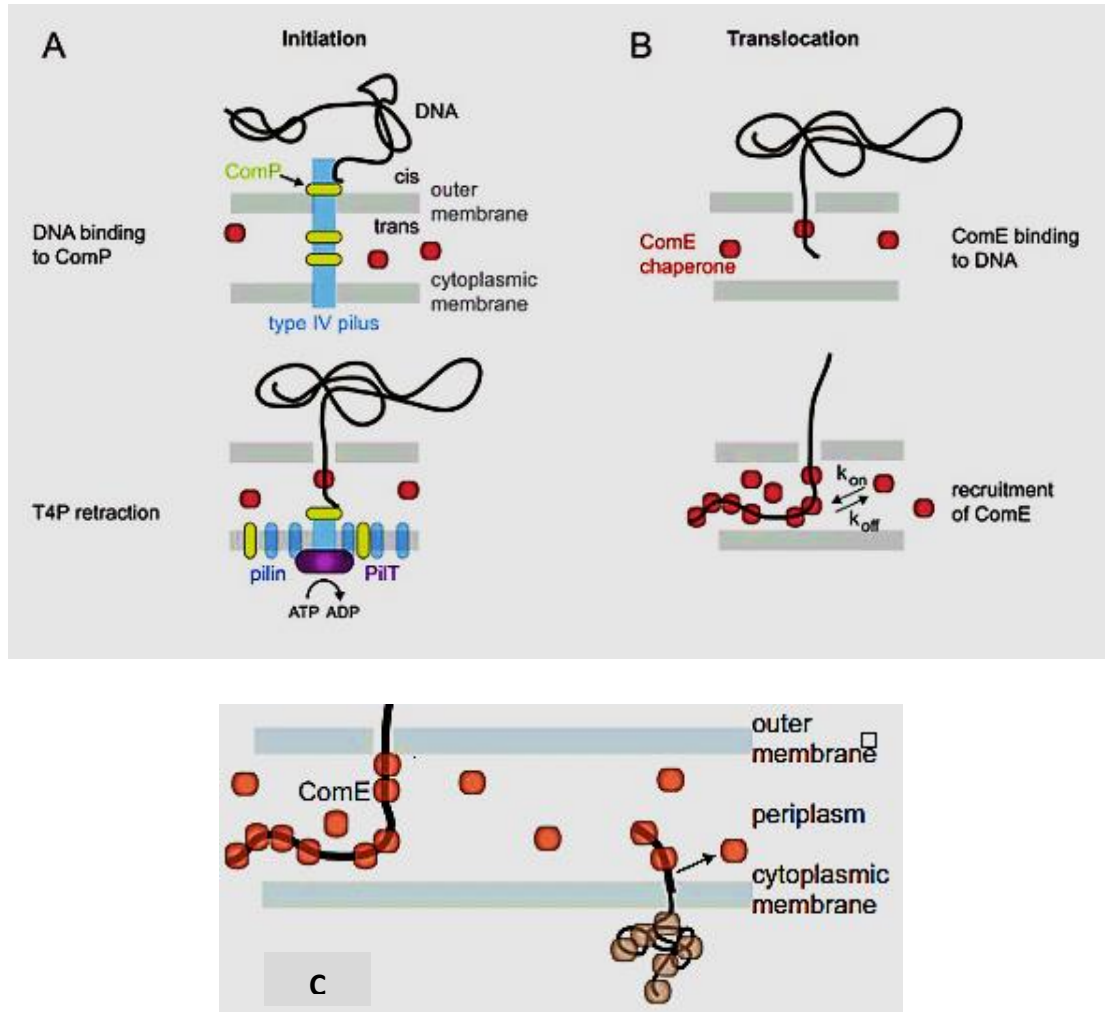 A
Initiation
DNA
ComP
cis
outer
membrane
trans
DNA binding
to ComP
cytoplasmic
membrane
type IV pilus
T4P retraction
pilin
PilT
ATP ADP
B
Translocation
ComE
chaperone
ComE binding
to DNA
kon
koff
recruitment
of ComE
outer
membrane
ComE
periplasm
cytoplasmic
membrane
C